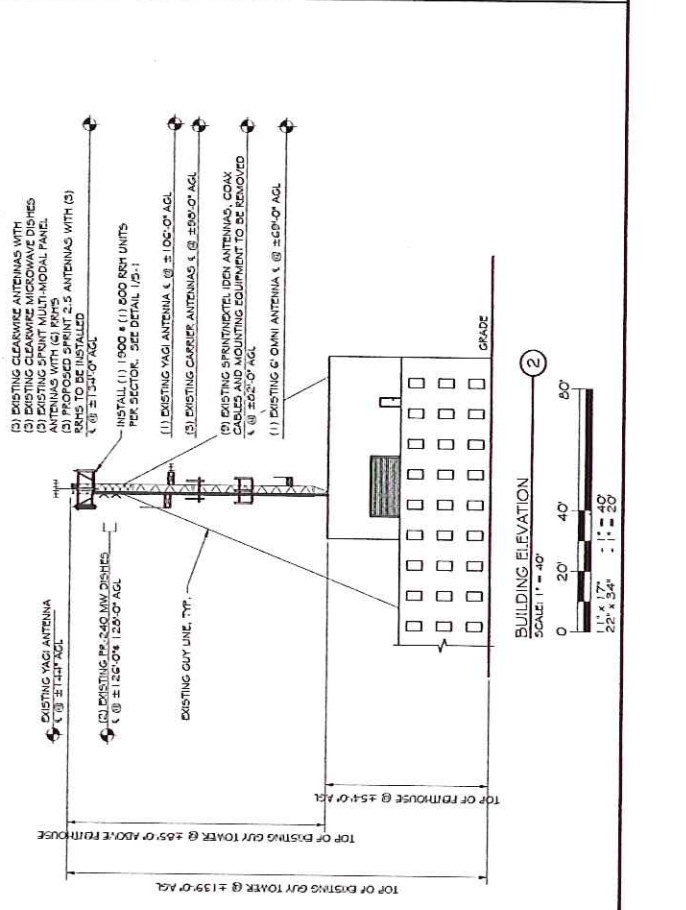 (3) EXISTING CLEARWIRE ANTENNAS WITH
(3) EXISTING CLEARWIRE MICROWAVE DISHES
(3) EXISTING SPRINT MULTI-MODAL PANEL
ANTENNAS WITH (6) RRHS
(3) PROPOSED SPRINT 2.5 ANTENNAS WITH (3)
RRHS TO BE INSTALLED
℄ @ ±134'-0" AGL
INSTALL (1) 1900 & (1) 800 RRH UNITS
PER SECTOR. SEE DETAIL 1/S-1
(1) EXISTING YAGI ANTENNA ℄ @ ±106'-0" AGL
(3) EXISTING CARRIER ANTENNAS ℄ @ ±98'-0" AGL
(9) EXISTING SPRINT/NEXTEL IDEN ANTENNAS, COAX
CABLES AND MOUNTING EQUIPMENT TO BE REMOVED
℄ @ ±82'-0" AGL
(1) EXISTING 6' OMNI ANTENNA ℄ @ ±69'-0" AGL
EXISTING YAGI ANTENNA
℄ @ ±144' AGL
(2) EXISTING PR-240 MW DISHES
℄ @ ±126'-0"& 128'-0" AGL
EXISTING GUY LINE, TYP.
GRADE
TOP OF PENTHOUSE @ ±54'-0" AGL
TOP OF EXISTING GUY TOWER @ ±85'-0" ABOVE PENTHOUSE
TOP OF EXISTING GUY TOWER @ ±139'-0" AGL
BUILDING ELEVATION 2
SCALE: 1" = 40'
0 20' 40' 80'
11" x 17" - 1" = 40'
22" x 34" - 1" = 20'